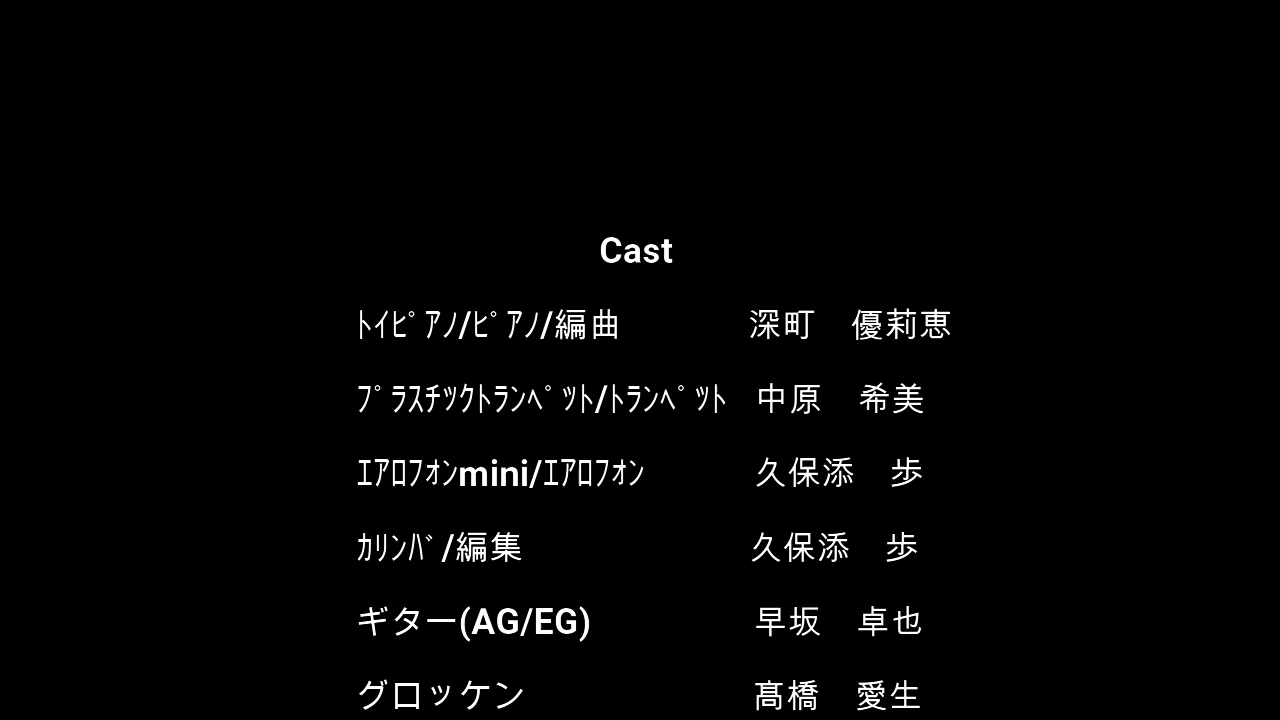 Cast
ﾄｲﾋﾟｱﾉ/ﾋﾟｱﾉ/編曲　深町　優莉恵
ﾌﾟﾗｽﾁｯｸﾄﾗﾝﾍﾟｯﾄ/ﾄﾗﾝﾍﾟｯﾄ　中原　希美
ｴｱﾛﾌｫﾝmini/ｴｱﾛﾌｫﾝ　久保添　歩
ｶﾘﾝﾊﾞ/編集　久保添　歩
ギター(AG/EG)　早坂　卓也
グロッケン　髙橋　愛生